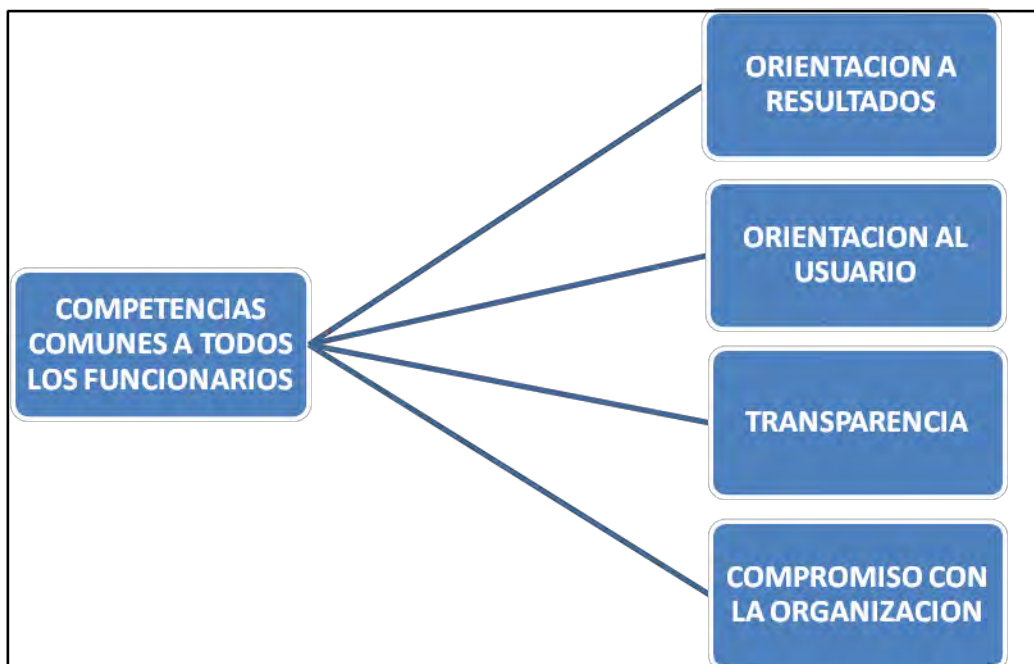 COMPETENCIAS
COMUNES A TODOS
LOS FUNCIONARIOS
ORIENTACION A
RESULTADOS
ORIENTACION AL
USUARIO
TRANSPARENCIA
COMPROMISO CON
LA ORGANIZACION